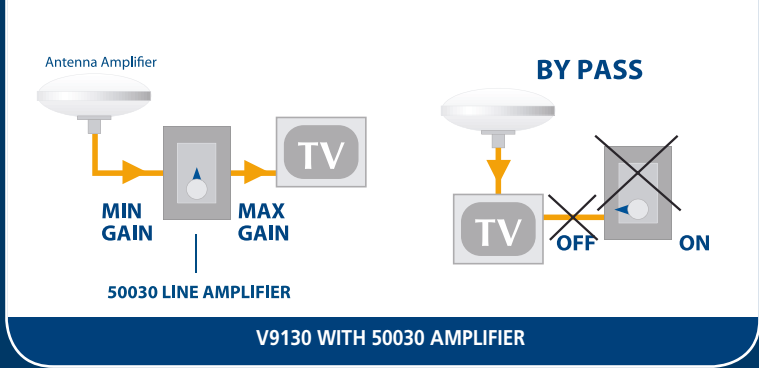 Antenna Amplifier
TV
MIN
GAIN
MAX
GAIN
50030 LINE AMPLIFIER
BY PASS
TV
OFF
ON
V9130 WITH 50030 AMPLIFIER